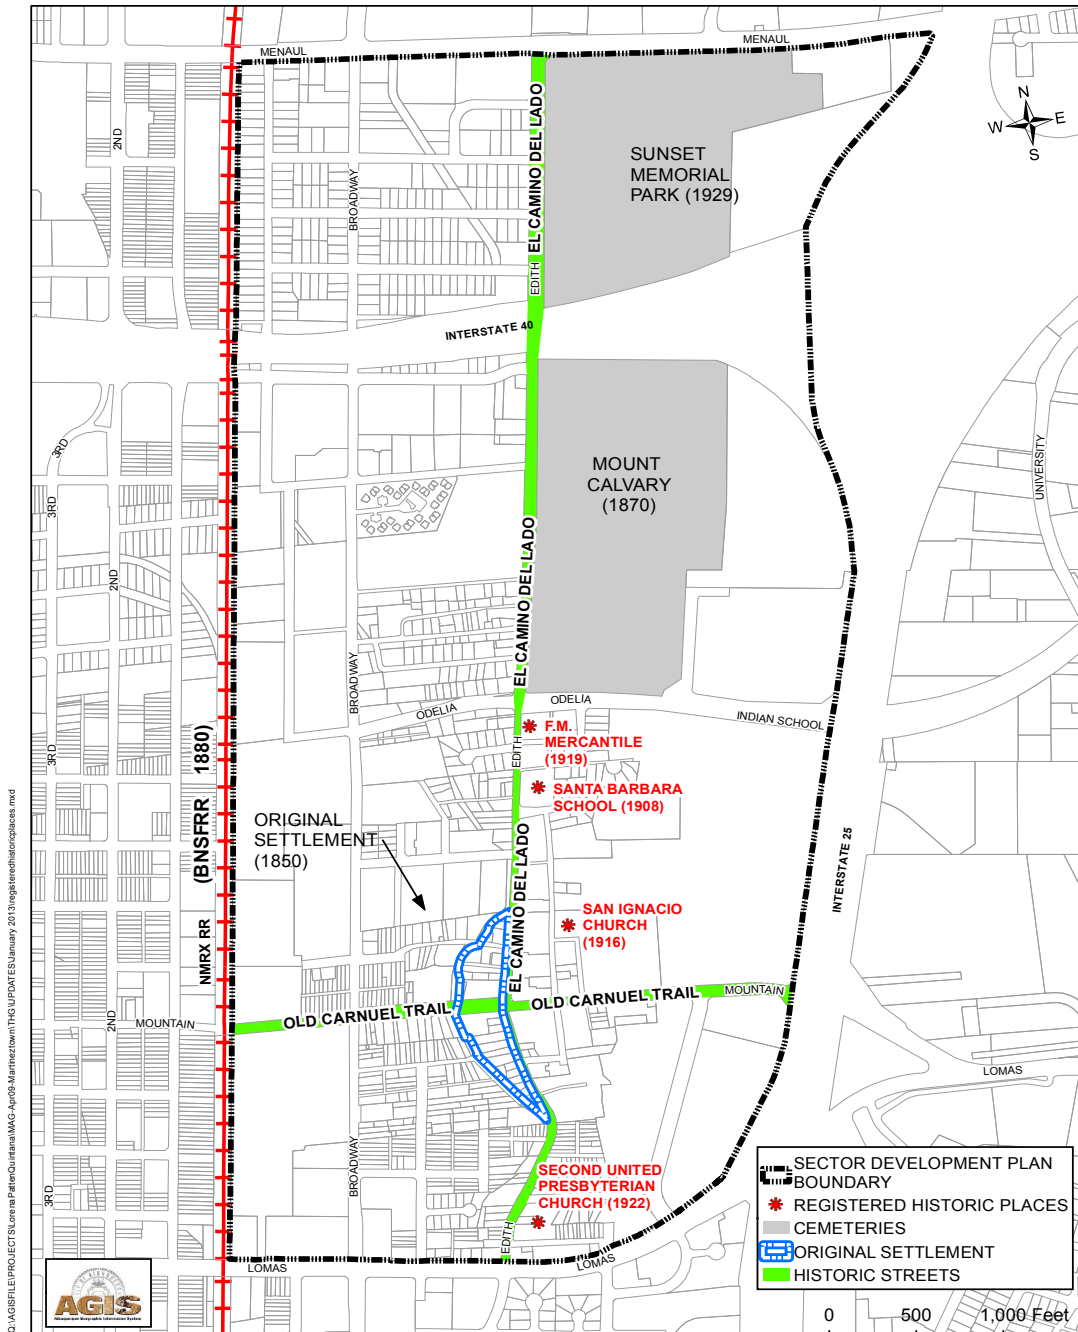 MENAUL
MENAUL
N
W
E
S
2ND
BROADWAY
EL CAMINO DEL LADO
EDITH
SUNSET
MEMORIAL
PARK (1929)
INTERSTATE 40
3RD
3RD
2ND
UNIVERSITY
MOUNT
CALVARY
(1870)
EL CAMINO DEL LADO
BROADWAY
ODELIA
ODELIA
INDIAN SCHOOL
3RD
(BNSFRR 1880)
EDITH
F.M.
MERCANTILE
(1919)
SANTA BARBARA
SCHOOL (1908)
ORIGINAL
SETTLEMENT
(1850)
EL CAMINO DEL LADO
INTERSTATE 25
SAN IGNACIO
CHURCH
(1916)
NMRX RR
2ND
MOUNTAIN
OLD CARNUEL TRAIL
OLD CARNUEL TRAIL
MOUNTAIN
LOMAS
3RD
BROADWAY
SECOND UNITED
PRESBYTERIAN
CHURCH (1922)
EDITH
LOMAS
LOMAS
SECTOR DEVELOPMENT PLAN
BOUNDARY
REGISTERED HISTORIC PLACES
CEMETERIES
ORIGINAL SETTLEMENT
HISTORIC STREETS
0 500 1,000 Feet
AGIS
Albuquerque Geographic Information System